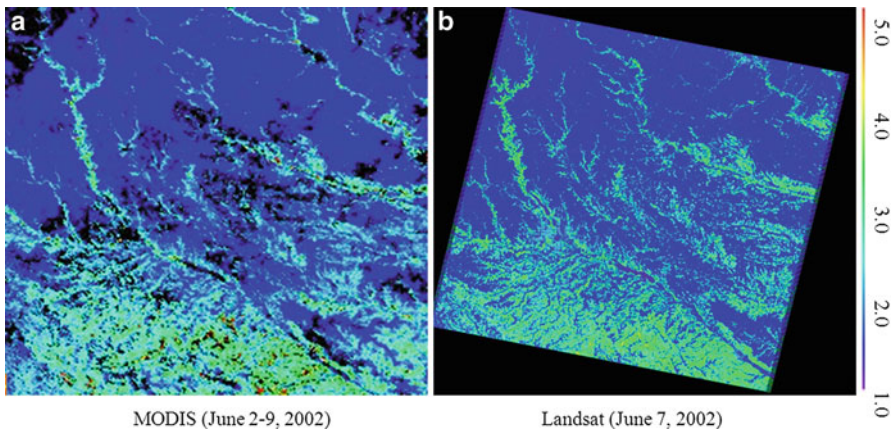 a
b
5.0
4.0
3.0
2.0
1.0
MODIS (June 2-9, 2002)
Landsat (June 7, 2002)